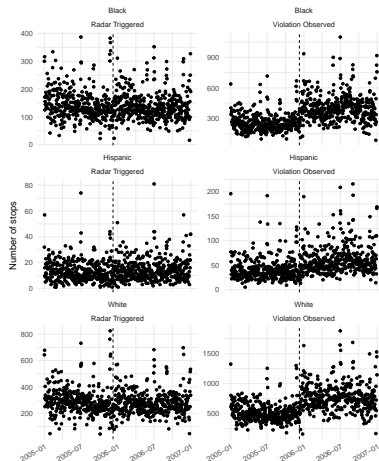 Black
Radar Triggered
400
300
200
100
0
Black
Violation Observed
900
600
300
Hispanic
Radar Triggered
80
60
40
20
0
Hispanic
Violation Observed
200
150
100
50
0
White
Radar Triggered
800
600
400
200
White
Violation Observed
1500
1000
500
Number of stops
2005−01
2005−07
2006−01
2006−07
2007−01
2005−01
2005−07
2006−01
2006−07
2007−01